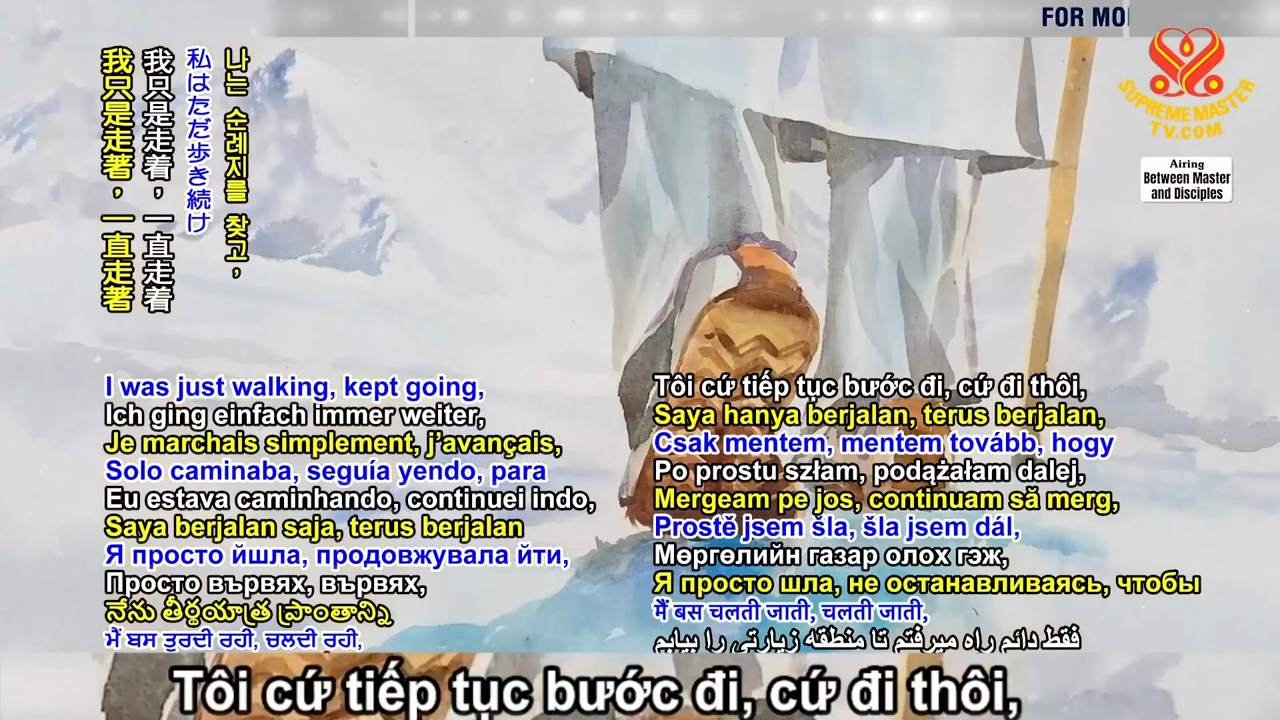 FOR MO
SUPREME MASTER
TV.COM
Airing
Between Master
and Disciples
나는 순례지를 찾고,
私はただ歩き続け
我只是走着，一直走着
我只是走著，一直走著
I was just walking, kept going,
Ich ging einfach immer weiter,
Je marchais simplement, j’avançais,
Solo caminaba, seguía yendo, para
Eu estava caminhando, continuei indo,
Saya berjalan saja, terus berjalan
Я просто йшла, продовжувала йти,
Просто вървях, вървях,
నేను తీర్థయాత్ర ప్రాంతాన్ని
ਮੈਂ ਬਸ ਤੁਰਦੀ ਰਹੀ, ਚਲਦੀ ਰਹੀ,
Tôi cứ tiếp tục bước đi, cứ đi thôi,
Saya hanya berjalan, terus berjalan,
Csak mentem, mentem tovább, hogy
Po prostu szłam, podążałam dalej,
Mergeam pe jos, continuam să merg,
Prostě jsem šla, šla jsem dál,
Мөргөлийн газар олох гэж,
Я просто шла, не останавливаясь, чтобы
मैं बस चलती जाती, चलती जाती,
فقط دائم راه میرفتم تا منطقه زیارتی را بیابم
Tôi cứ tiếp tục bước đi, cứ đi thôi,